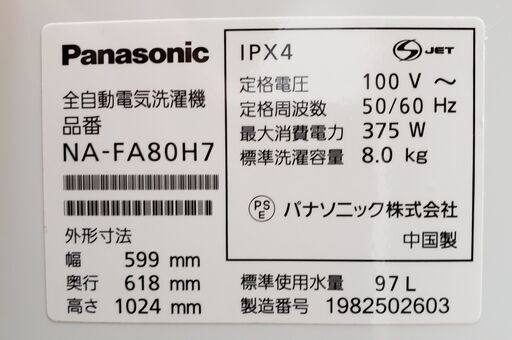 Panasonic
全自動電気洗濯機
品番
NA-FA80H7
外形寸法
幅 599 mm
奥行 618 mm
高さ 1024 mm
IPX4
S JET
定格電圧 100 V ～
定格周波数 50/60 Hz
最大消費電力 375 W
標準洗濯容量 8.0 kg
PS E パナソニック株式会社
中国製
標準使用水量 97 L
製造番号 1982502603